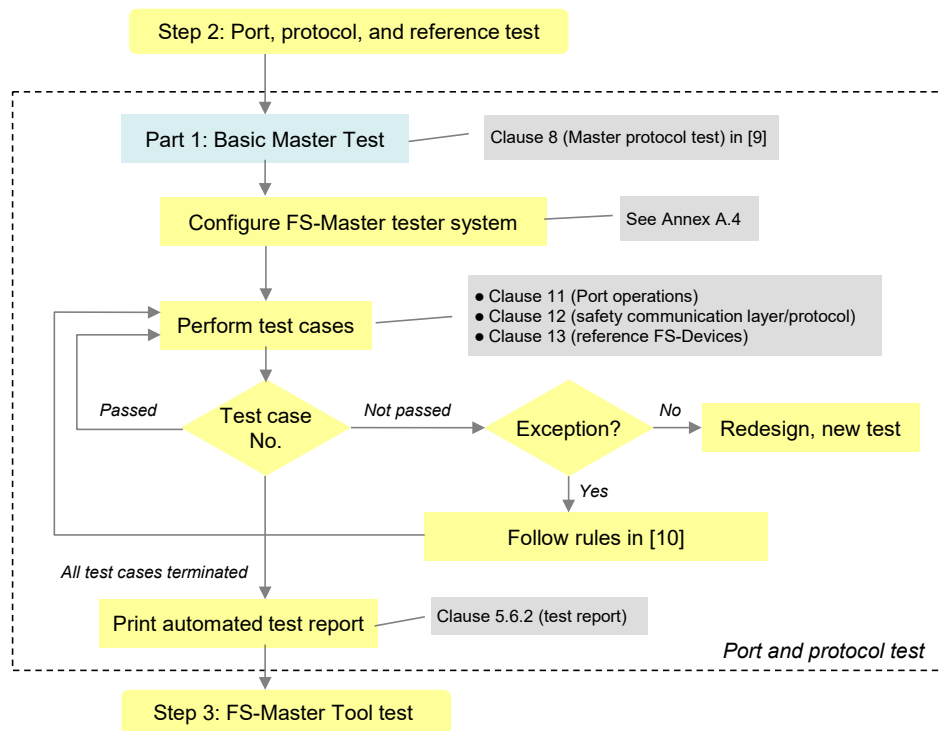 Step 2: Port, protocol, and reference test
Part 1: Basic Master Test
Clause 8 (Master protocol test) in [9]
Configure FS-Master tester system
See Annex A.4
Perform test cases
● Clause 11 (Port operations)
● Clause 12 (safety communication layer/protocol)
● Clause 13 (reference FS-Devices)
Passed
Test case
No.
Not passed
Exception?
No
Redesign, new test
Yes
Follow rules in [10]
All test cases terminated
Print automated test report
Clause 5.6.2 (test report)
Port and protocol test
Step 3: FS-Master Tool test